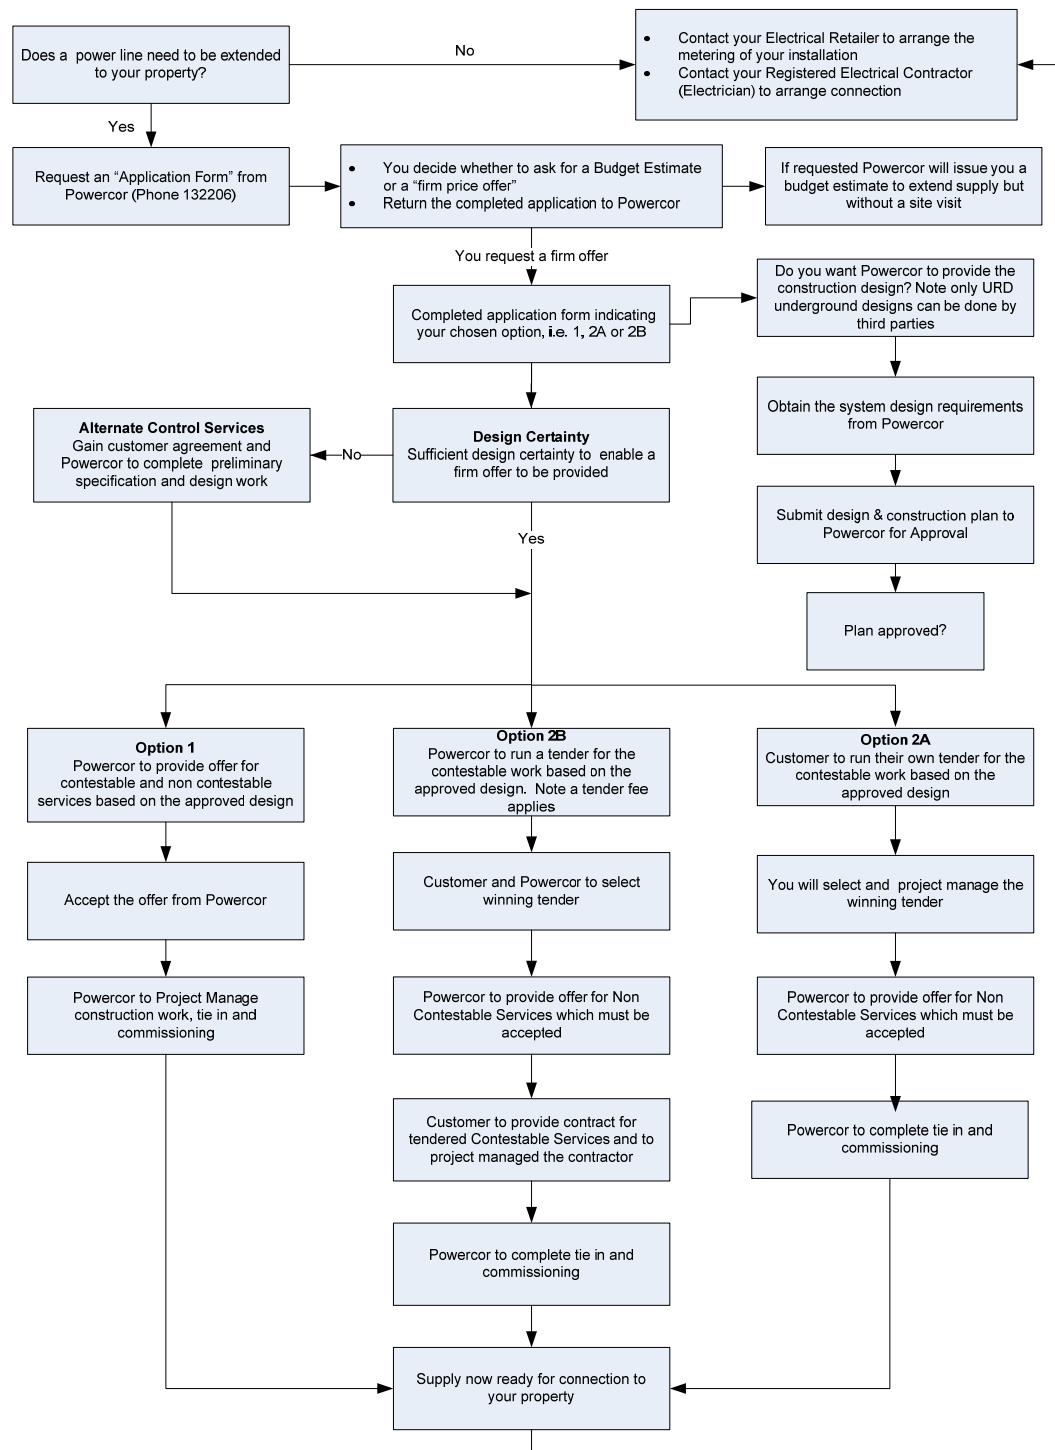 Does a power line need to be extended
to your property?
No
• Contact your Electrical Retailer to arrange the
metering of your installation
• Contact your Registered Electrical Contractor
(Electrician) to arrange connection
Yes
Request an “Application Form” from
Powercor (Phone 132206)
• You decide whether to ask for a Budget Estimate
or a “firm price offer”
• Return the completed application to Powercor
If requested Powercor will issue you a
budget estimate to extend supply but
without a site visit
You request a firm offer
Completed application form indicating
your chosen option, i.e. 1, 2A or 2B
Do you want Powercor to provide the
construction design? Note only URD
underground designs can be done by
third parties
Obtain the system design requirements
from Powercor
Alternate Control Services
Gain customer agreement and
Powercor to complete preliminary
specification and design work
No
Design Certainty
Sufficient design certainty to enable a
firm offer to be provided
Submit design & construction plan to
Powercor for Approval
Yes
Plan approved?
Option 1
Powercor to provide offer for
contestable and non contestable
services based on the approved design
Option 2B
Powercor to run a tender for the
contestable work based on the
approved design. Note a tender fee
applies
Option 2A
Customer to run their own tender for the
contestable work based on the
approved design
Accept the offer from Powercor
Customer and Powercor to select
winning tender
You will select and project manage the
winning tender
Powercor to Project Manage
construction work, tie in and
commissioning
Powercor to provide offer for Non
Contestable Services which must be
accepted
Powercor to provide offer for Non
Contestable Services which must be
accepted
Customer to provide contract for
tendered Contestable Services and to
project managed the contractor
Powercor to complete tie in and
commissioning
Powercor to complete tie in and
commissioning
Supply now ready for connection to
your property